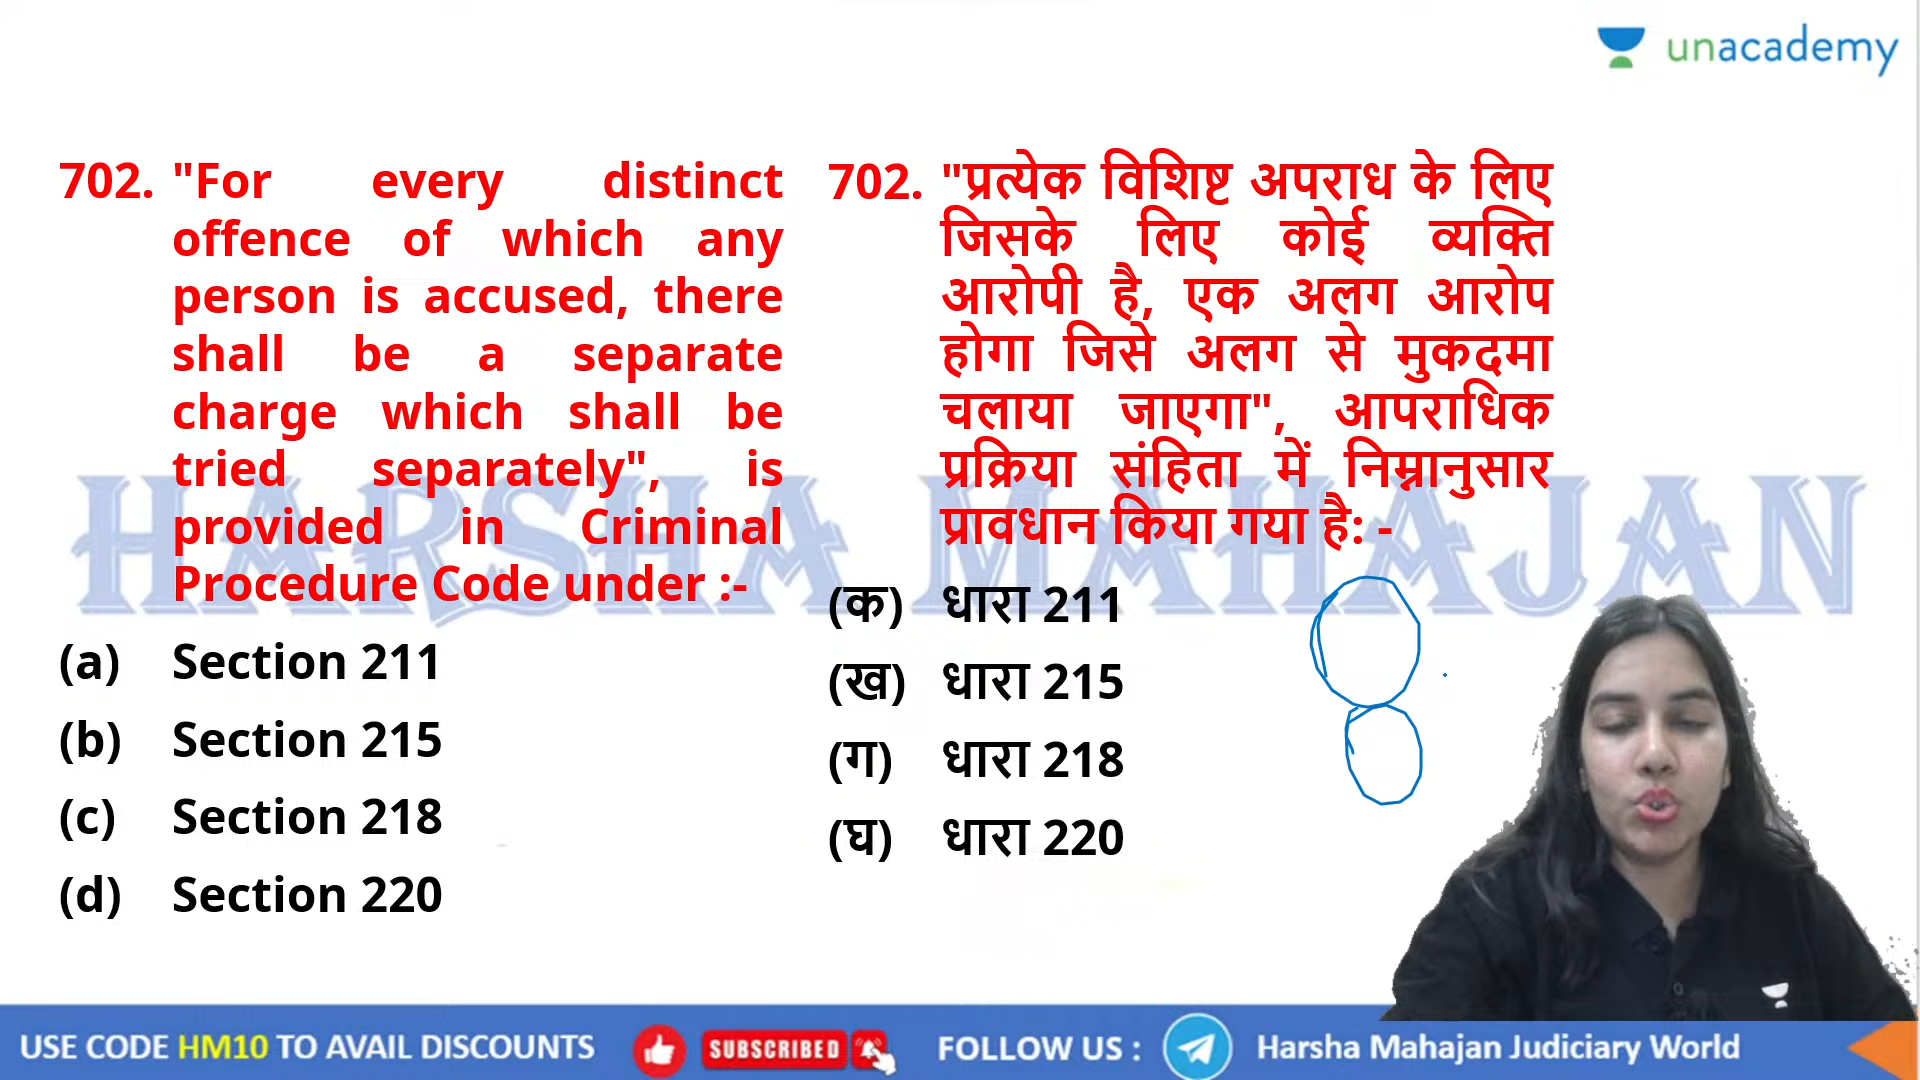 unacademy
702. "For every distinct
offence of which any
person is accused, there
shall be a separate
charge which shall be
tried separately", is
provided in Criminal
Procedure Code under :-
(a) Section 211
(b) Section 215
(c) Section 218
(d) Section 220
702. "प्रत्येक विशिष्ट अपराध के लिए
जिसके लिए कोई व्यक्ति
आरोपी है, एक अलग आरोप
होगा जिसे अलग से मुकदमा
चलाया जाएगा", आपराधिक
प्रक्रिया संहिता में निम्नानुसार
प्रावधान किया गया है: -
(क) धारा 211
(ख) धारा 215
(ग) धारा 218
(घ) धारा 220
HARSHA MAHAJAN
USE CODE HM10 TO AVAIL DISCOUNTS
SUBSCRIBED
FOLLOW US :
Harsha Mahajan Judiciary World